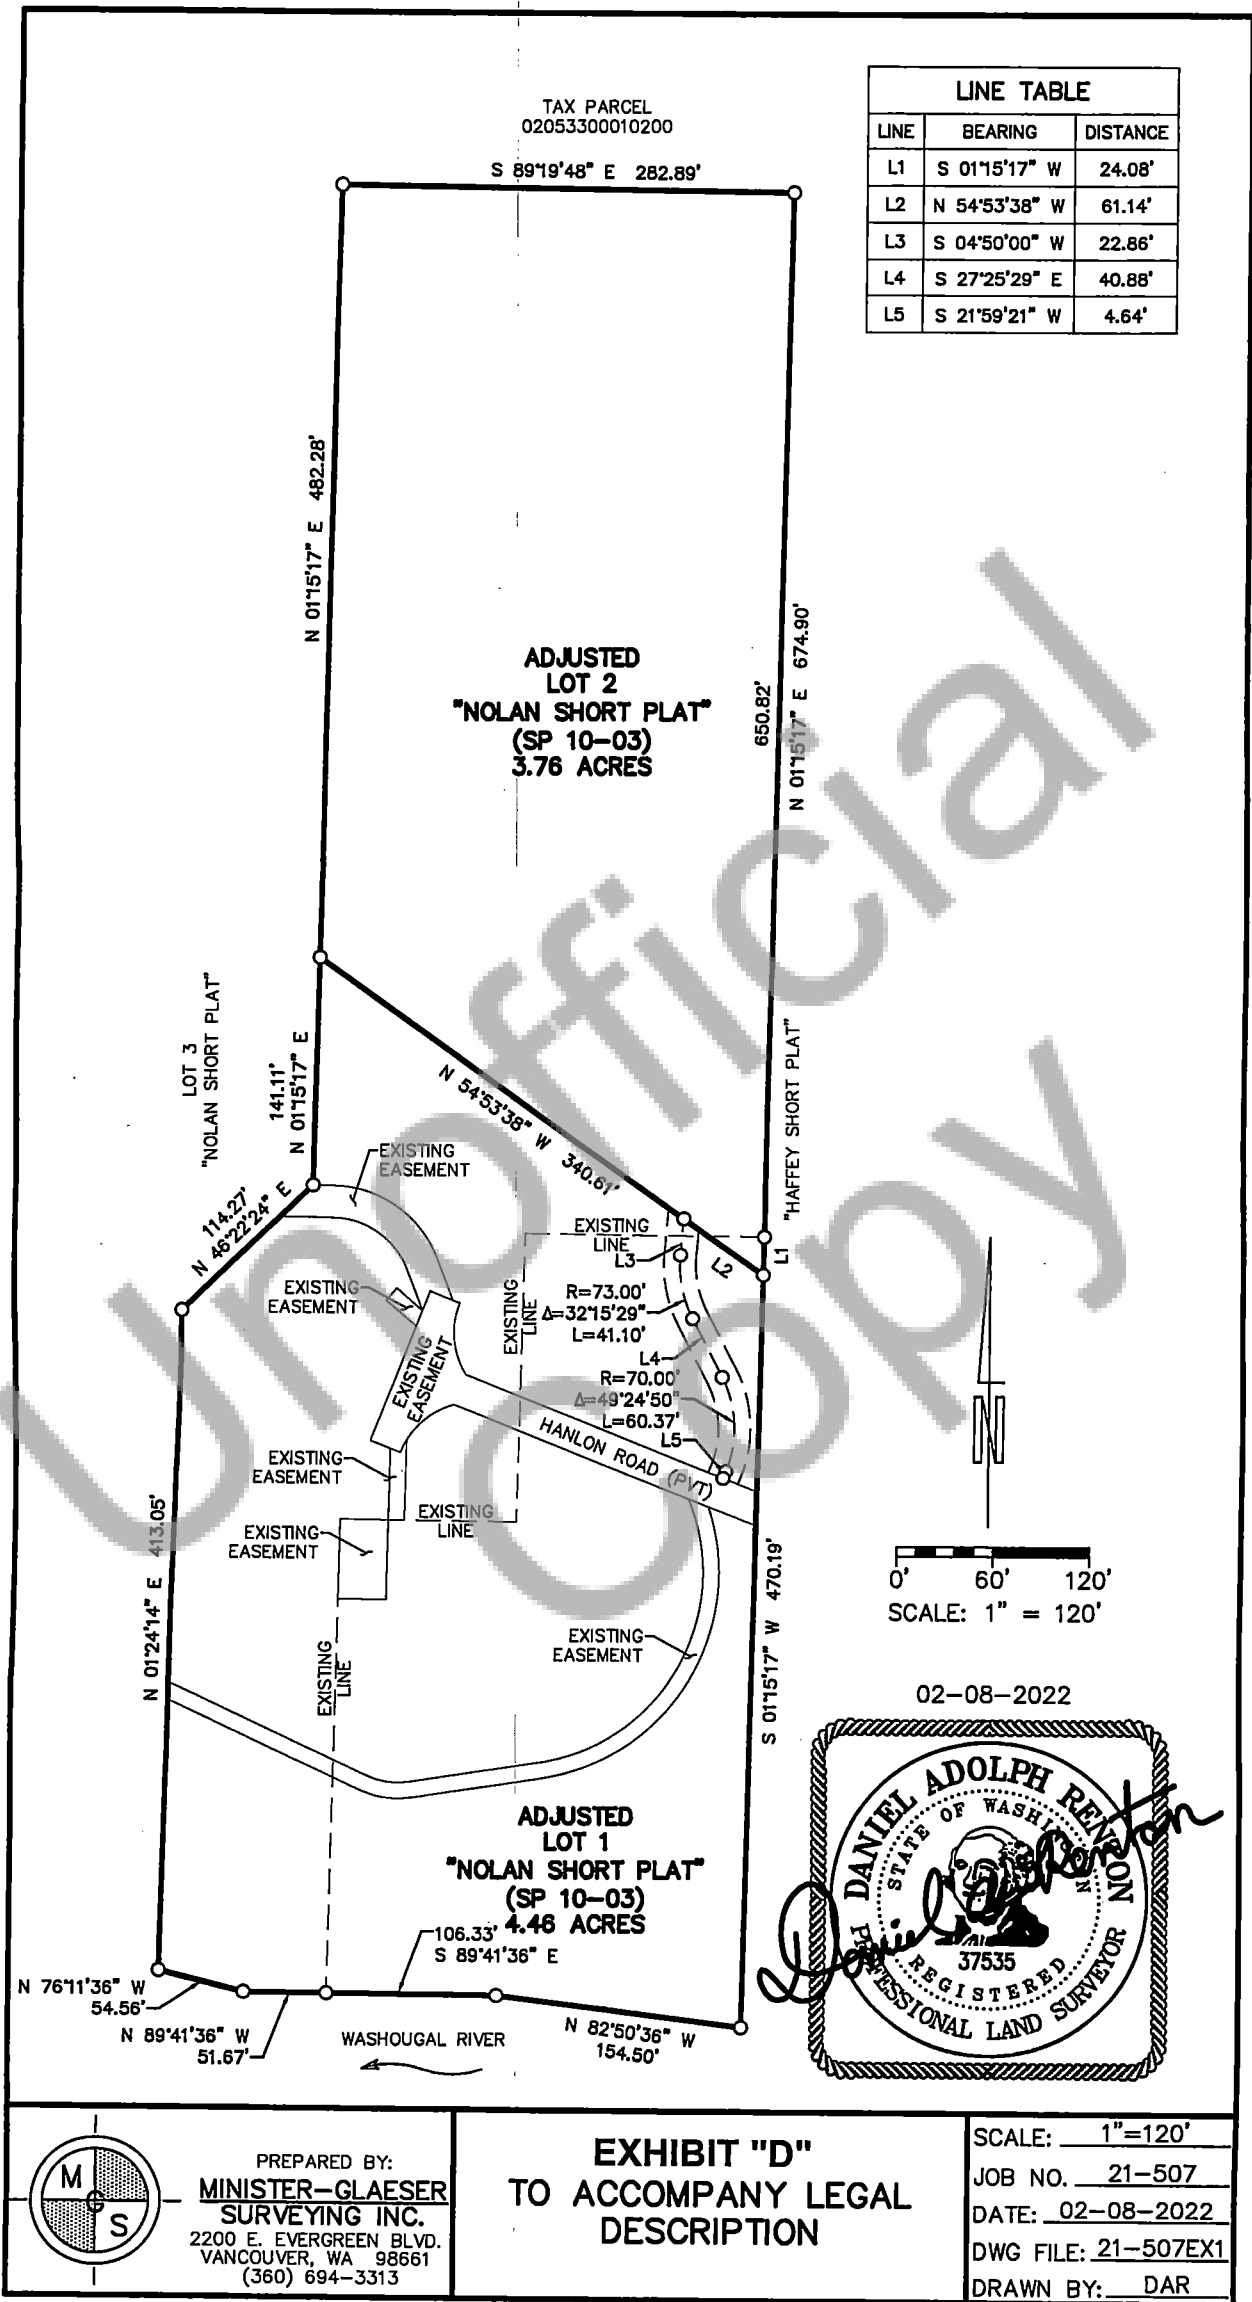 TAX PARCEL
02053300010200
S 89°19'48" E 282.89'
LINE TABLE
LINE BEARING DISTANCE
L1 S 01°15'17" W 24.08'
L2 N 54°53'38" W 61.14'
L3 S 04°50'00" W 22.86'
L4 S 27°25'29" E 40.88'
L5 S 21°59'21" W 4.64'
N 01°15'17" E 482.28'
ADJUSTED
LOT 2
"NOLAN SHORT PLAT"
(SP 10-03)
3.76 ACRES
650.82'
N 01°15'17" E 674.90'
LOT 3
"NOLAN SHORT PLAT"
141.11'
N 01°15'17" E
N 54°53'38" W 340.61'
"HAFFEY SHORT PLAT"
114.27'
N 46°22'24" E
EXISTING
EASEMENT
EXISTING
LINE
L3
L2
L1
EXISTING
EASEMENT
EXISTING
LINE
R=73.00'
Δ=32°15'29"
L=41.10'
L4
EXISTING
EASEMENT
R=70.00'
Δ=49°24'50"
L=60.37'
L5
HANLON ROAD (PVT)
EXISTING
EASEMENT
EXISTING
LINE
EXISTING
EASEMENT
N 01°24'14" E 413.05'
S 01°15'17" W 470.19'
EXISTING
EASEMENT
EXISTING
LINE
0' 60' 120'
SCALE: 1" = 120'
N
02-08-2022
DANIEL ADOLPH RENTON
STATE OF WASHINGTON
37535
REGISTERED
PROFESSIONAL LAND SURVEYOR
Daniel A. Renton
ADJUSTED
LOT 1
"NOLAN SHORT PLAT"
(SP 10-03)
4.46 ACRES
106.33'
S 89°41'36" E
N 76°11'36" W
54.56'
N 89°41'36" W
51.67'
WASHOUGAL RIVER
N 82°50'36" W
154.50'
Unofficial
Copy
M
G
S
PREPARED BY:
MINISTER-GLAESER
SURVEYING INC.
2200 E. EVERGREEN BLVD.
VANCOUVER, WA 98661
(360) 694-3313
EXHIBIT "D"
TO ACCOMPANY LEGAL
DESCRIPTION
SCALE: 1"=120'
JOB NO. 21-507
DATE: 02-08-2022
DWG FILE: 21-507EX1
DRAWN BY: DAR